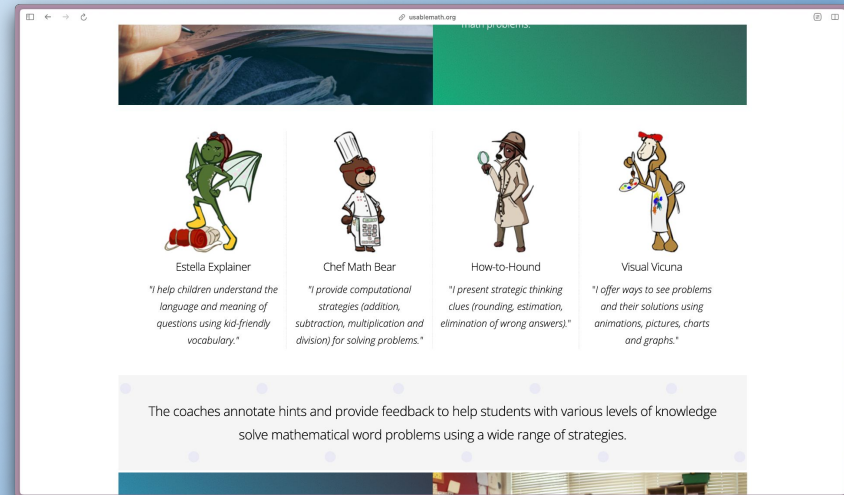 usablemath.org
math problems.
Estella Explainer
"I help children understand the
language and meaning of
questions using kid-friendly
vocabulary."
Chef Math Bear
"I provide computational
strategies (addition,
subtraction, multiplication and
division) for solving problems."
How-to-Hound
"I present strategic thinking
clues (rounding, estimation,
elimination of wrong answers)."
Visual Vicuna
"I offer ways to see problems
and their solutions using
animations, pictures, charts
and graphs."
The coaches annotate hints and provide feedback to help students with various levels of knowledge
solve mathematical word problems using a wide range of strategies.